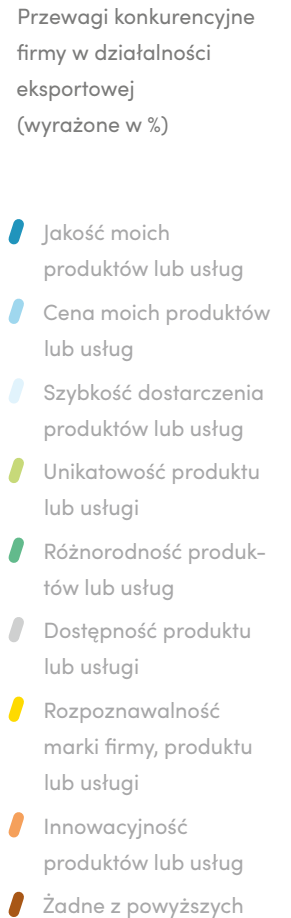 Przewagi konkurencyjne
firmy w działalności
eksportowej
(wyrażone w %)
Jakość moich
produktów lub usług
Cena moich produktów
lub usług
Szybkość dostarczenia
produktów lub usług
Unikatowość produktu
lub usługi
Różnorodność produk-
tów lub usług
Dostępność produktu
lub usługi
Rozpoznawalność
marki firmy, produktu
lub usługi
Innowacyjność
produktów lub usług
Żadne z powyższych